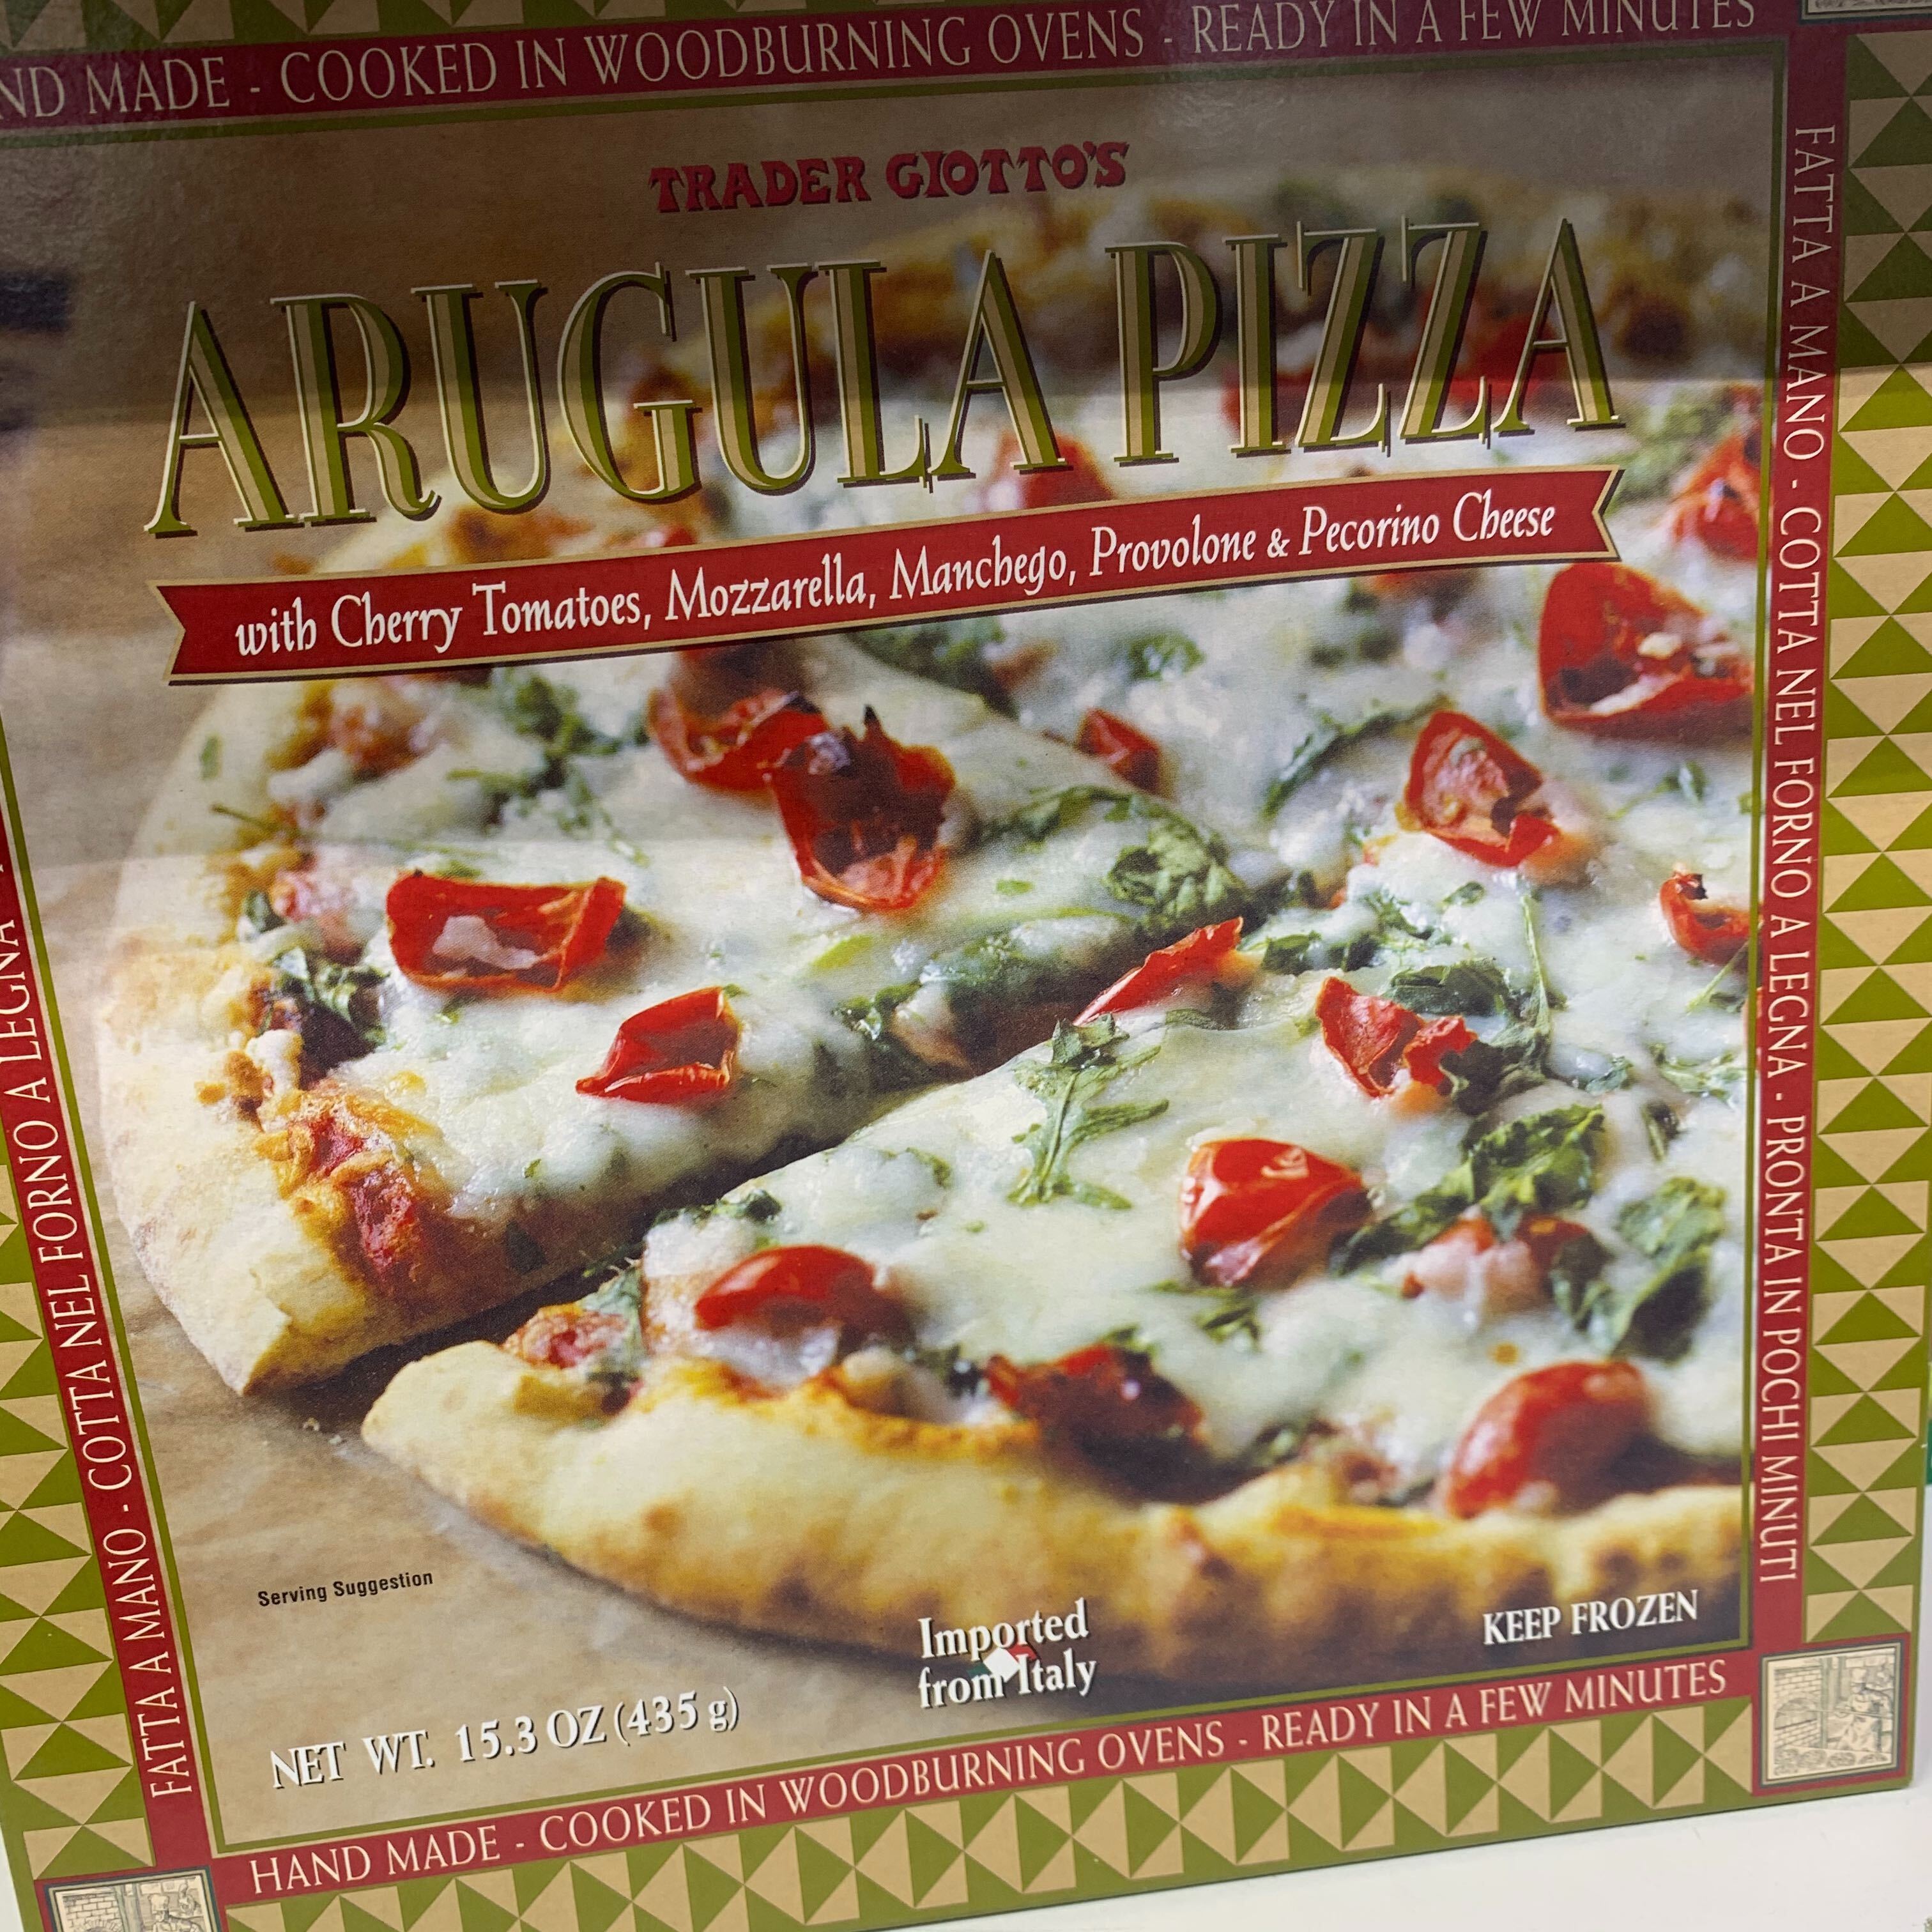 ND MADE - COOKED IN WOODBURNING OVENS - READY IN A FEW MINUTES
TRADER GIOTTO'S
ARUGULA PIZZA
with Cherry Tomatoes, Mozzarella, Manchego, Provolone & Pecorino Cheese
FATTA A MANO - COTTA NEL FORNO A LEGNA - PRONTA IN POCHI MINUTI
FATTA A MANO - COTTA NEL FORNO A LEGNA
Serving Suggestion
Imported
from Italy
KEEP FROZEN
NET WT. 15.3 OZ (435 g)
HAND MADE - COOKED IN WOODBURNING OVENS - READY IN A FEW MINUTES